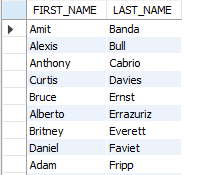 FIRST_NAME LAST_NAME
Amit Banda
Alexis Bull
Anthony Cabrio
Curtis Davies
Bruce Ernst
Alberto Errazuriz
Britney Everett
Daniel Faviet
Adam Fripp